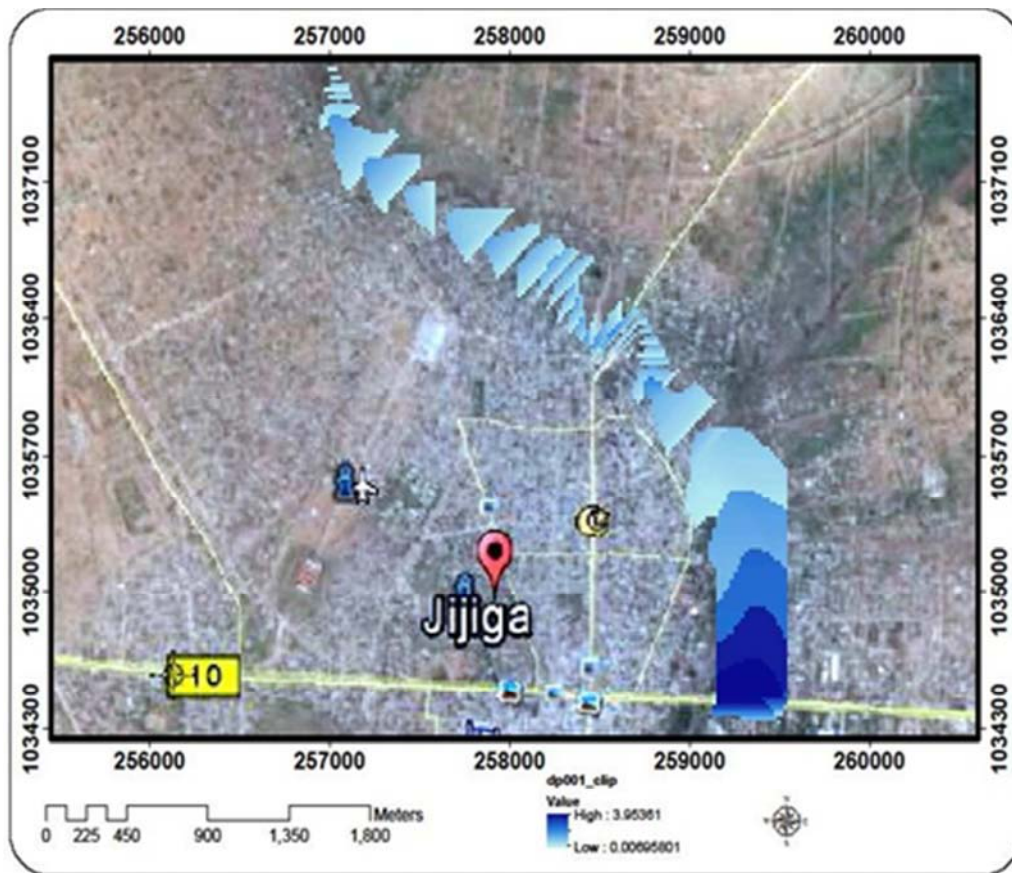 256000 257000 258000 259000 260000
1037100 1037100
1036400 1036400
1035700 1035700
1035000 1035000
Jijiga
10
1034300 1034300
256000 257000 258000 259000 260000
dp001_clip
Value
High : 3.95361
Low : 0.00695801
Meters
0 225 450 900 1,350 1,800